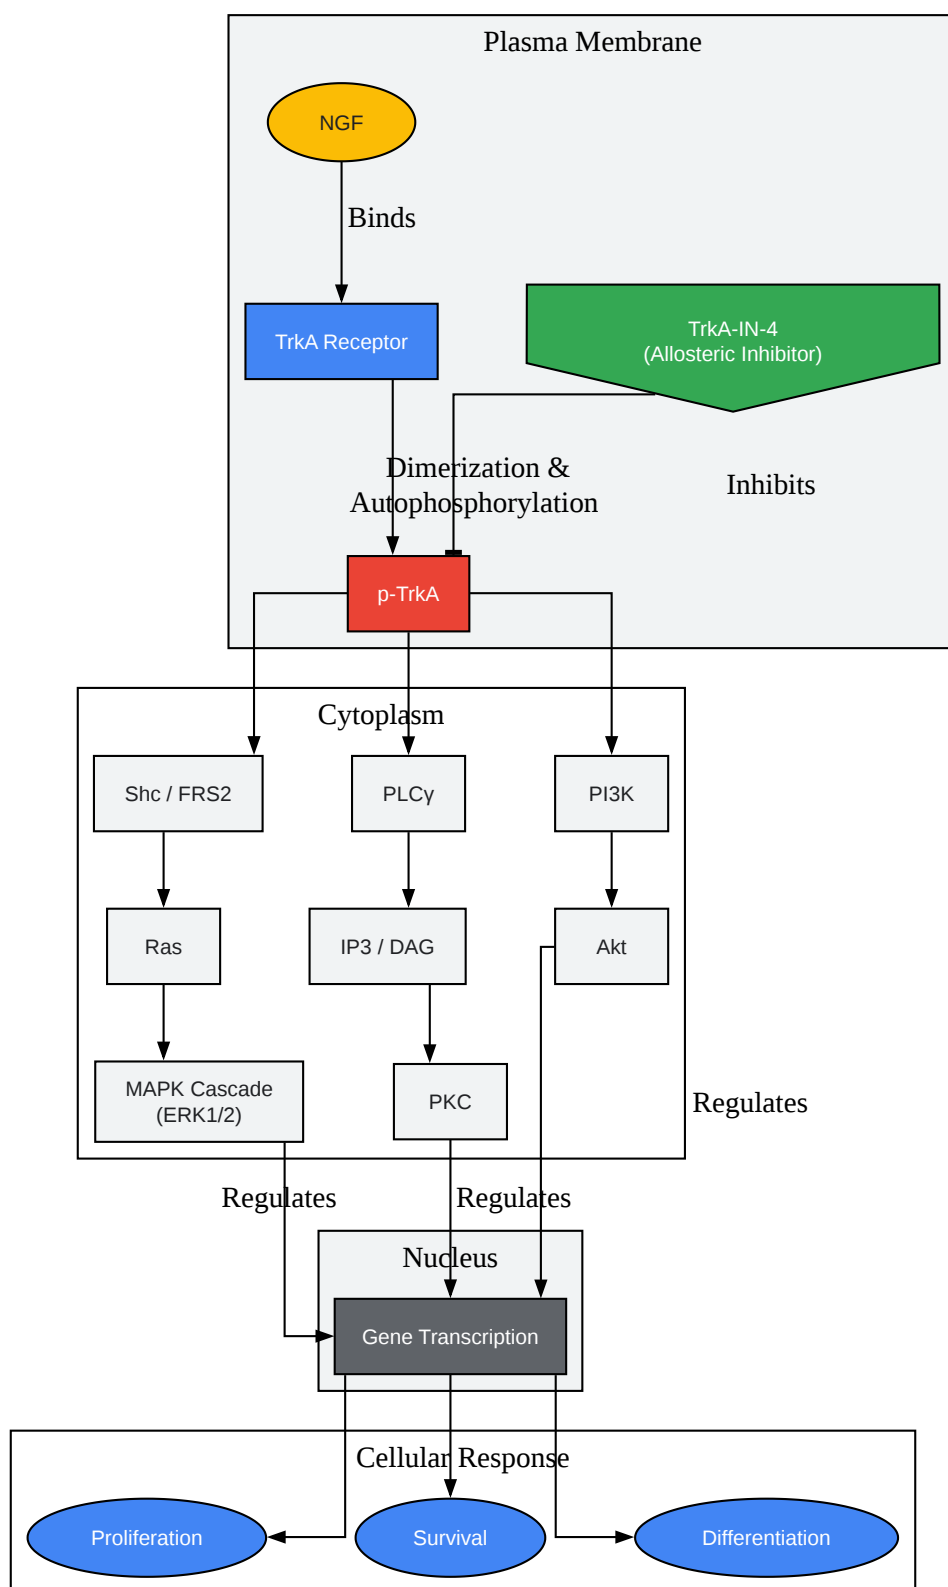 Plasma Membrane
NGF
Binds
TrkA Receptor
TrkA-IN-4
(Allosteric Inhibitor)
Dimerization &
Autophosphorylation
Inhibits
p-TrkA
Cytoplasm
Shc / FRS2
PLCγ
PI3K
Ras
IP3 / DAG
Akt
MAPK Cascade
(ERK1/2)
PKC
Regulates
Regulates
Regulates
Nucleus
Gene Transcription
Cellular Response
Proliferation
Survival
Differentiation